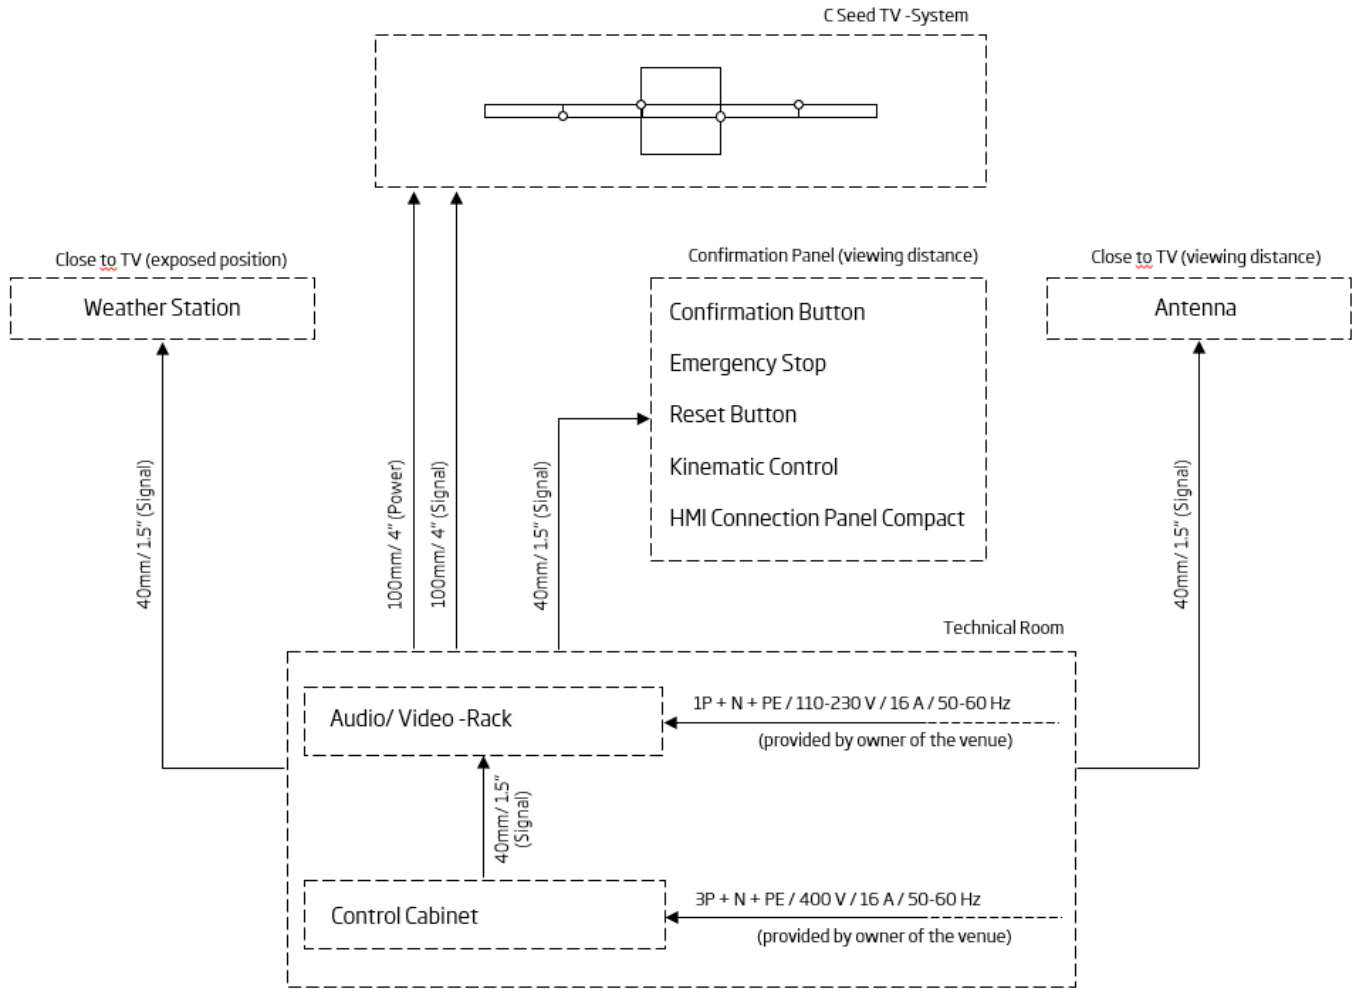 C Seed TV -System
Close to TV (exposed position)
Weather Station
Confirmation Panel (viewing distance)
Confirmation Button
Emergency Stop
Reset Button
Kinematic Control
HMI Connection Panel Compact
Close to TV (viewing distance)
Antenna
40mm/ 1.5" (Signal)
100mm/ 4" (Power)
100mm/ 4" (Signal)
40mm/ 1.5" (Signal)
40mm/ 1.5" (Signal)
Technical Room
Audio/ Video -Rack
1P + N + PE / 110-230 V / 16 A / 50-60 Hz
(provided by owner of the venue)
40mm/ 1.5"
(Signal)
Control Cabinet
3P + N + PE / 400 V / 16 A / 50-60 Hz
(provided by owner of the venue)